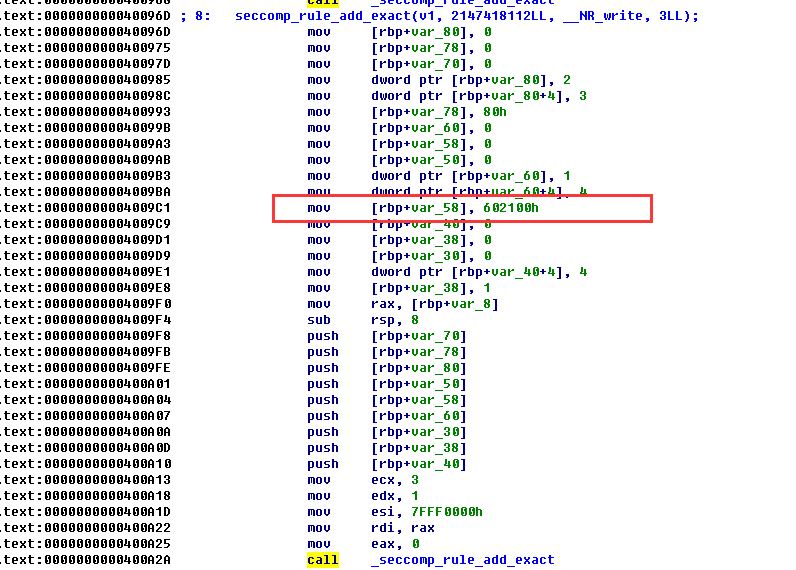 .text:0000000000400968 call _seccomp_rule_add_exact
.text:000000000040096D ; 8: seccomp_rule_add_exact(v1, 2147418112LL, __NR_write, 3LL);
.text:000000000040096D mov [rbp+var_80], 0
.text:0000000000400975 mov [rbp+var_78], 0
.text:000000000040097D mov [rbp+var_70], 0
.text:0000000000400985 mov dword ptr [rbp+var_80], 2
.text:000000000040098C mov dword ptr [rbp+var_80+4], 3
.text:0000000000400993 mov [rbp+var_78], 80h
.text:000000000040099B mov [rbp+var_60], 0
.text:00000000004009A3 mov [rbp+var_58], 0
.text:00000000004009AB mov [rbp+var_50], 0
.text:00000000004009B3 mov dword ptr [rbp+var_60], 1
.text:00000000004009BA mov dword ptr [rbp+var_60+4], 4
.text:00000000004009C1 mov [rbp+var_58], 602100h
.text:00000000004009C9 mov [rbp+var_40], 0
.text:00000000004009D1 mov [rbp+var_38], 0
.text:00000000004009D9 mov [rbp+var_30], 0
.text:00000000004009E1 mov dword ptr [rbp+var_40+4], 4
.text:00000000004009E8 mov [rbp+var_38], 1
.text:00000000004009F0 mov rax, [rbp+var_8]
.text:00000000004009F4 sub rsp, 8
.text:00000000004009F8 push [rbp+var_70]
.text:00000000004009FB push [rbp+var_78]
.text:00000000004009FE push [rbp+var_80]
.text:0000000000400A01 push [rbp+var_50]
.text:0000000000400A04 push [rbp+var_58]
.text:0000000000400A07 push [rbp+var_60]
.text:0000000000400A0A push [rbp+var_30]
.text:0000000000400A0D push [rbp+var_38]
.text:0000000000400A10 push [rbp+var_40]
.text:0000000000400A13 mov ecx, 3
.text:0000000000400A18 mov edx, 1
.text:0000000000400A1D mov esi, 7FFF0000h
.text:0000000000400A22 mov rdi, rax
.text:0000000000400A25 mov eax, 0
.text:0000000000400A2A call _seccomp_rule_add_exact